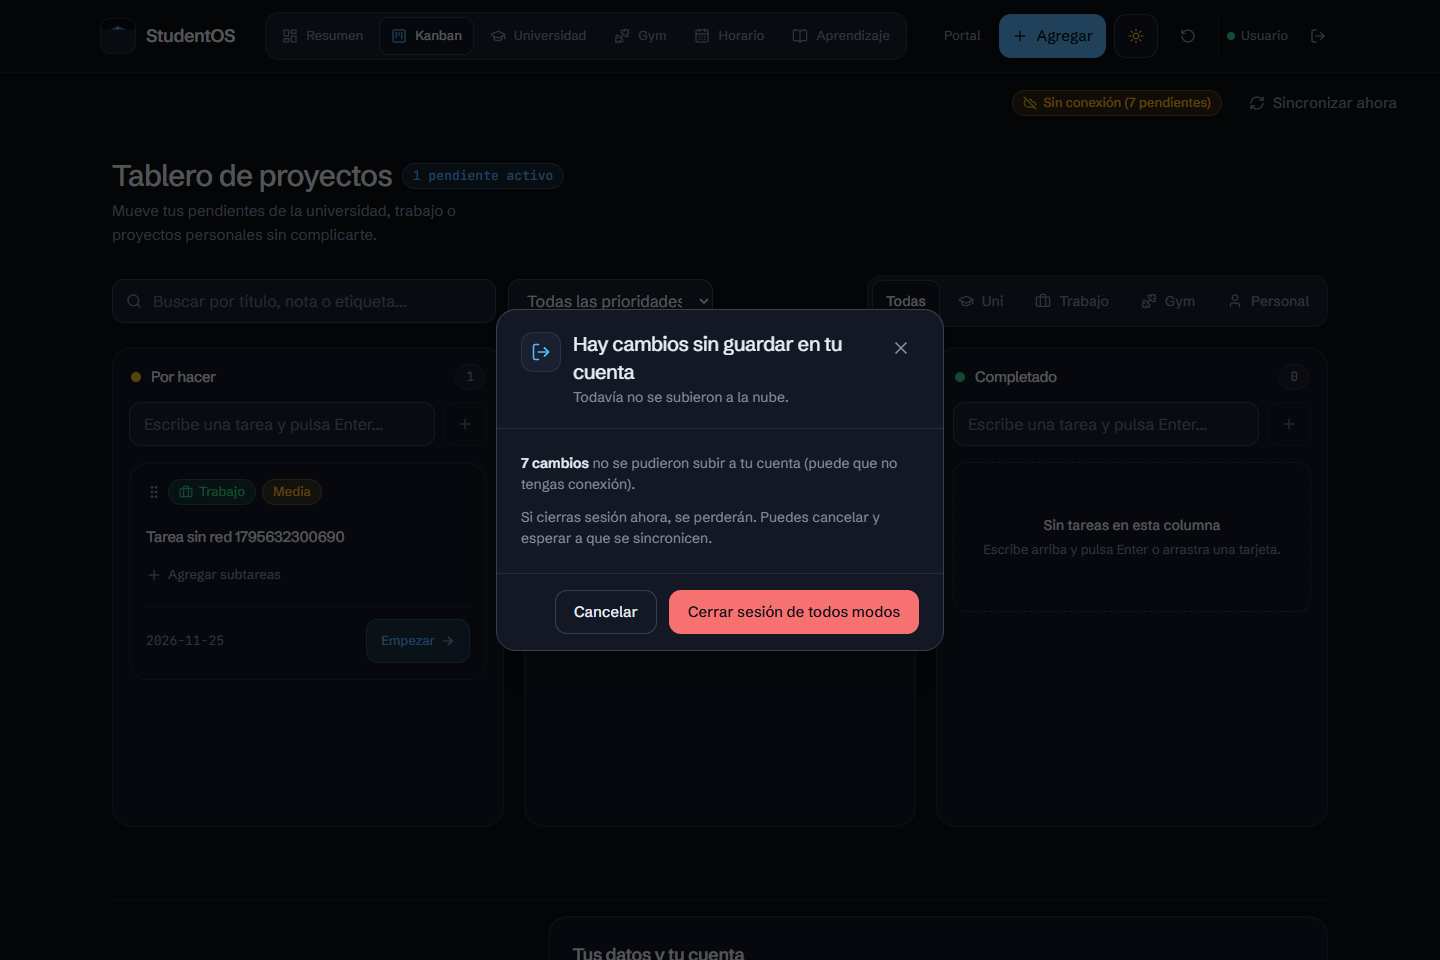 StudentOS
Resumen
Kanban
Universidad
Gym
Horario
Aprendizaje
Portal
Agregar
Usuario
Sin conexión (7 pendientes)
Sincronizar ahora
Tablero de proyectos
1 pendiente activo
Mueve tus pendientes de la universidad, trabajo o
proyectos personales sin complicarte.
Buscar por título, nota o etiqueta...
Todas las prioridades
Todas
Uni
Trabajo
Gym
Personal
Por hacer
1
Escribe una tarea y pulsa Enter...
Trabajo
Media
Tarea sin red 1795632300690
Agregar subtareas
2026-11-25
Empezar
Hay cambios sin guardar en tu
cuenta
Todavía no se subieron a la nube.
7 cambios no se pudieron subir a tu cuenta (puede que no
tengas conexión).
Si cierras sesión ahora, se perderán. Puedes cancelar y
esperar a que se sincronicen.
Cancelar
Cerrar sesión de todos modos
Completado
0
Escribe una tarea y pulsa Enter...
Sin tareas en esta columna
Escribe arriba y pulsa Enter o arrastra una tarjeta.
Tus datos y tu cuenta